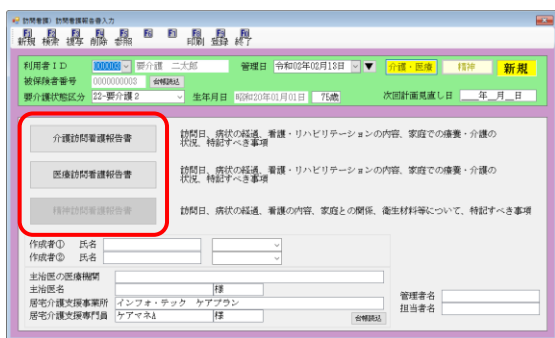 訪問看護) 訪問看護報告書入力
新規 検索 複写 削除 参照 印刷 登録 終了
利用者ＩＤ 0000003 要介護 二太郎 管理日 令和02年02月13日 介護・医療 精神 新規
被保険者番号 0000000003 台帳読込
要介護状態区分 22-要介護２ 生年月日 昭和20年01月01日 75歳 次回計画見直し日 __年_月_日
介護訪問看護報告書 訪問日、病状の経過、看護・リハビリテーションの内容、家庭での療養・介護の
状況、特記すべき事項
医療訪問看護報告書 訪問日、病状の経過、看護・リハビリテーションの内容、家庭での療養・介護の
状況、特記すべき事項
精神訪問看護報告書 訪問日、病状の経過、看護の内容、家庭との関係、衛生材料等について、特記すべき事項
作成者① 氏名
作成者② 氏名
主治医の医療機関
主治医名 様
居宅介護支援事業所 インフォ・テック ケアプラン
居宅介護支援専門員 ケアマネA 様 台帳読込
管理者名
担当者名